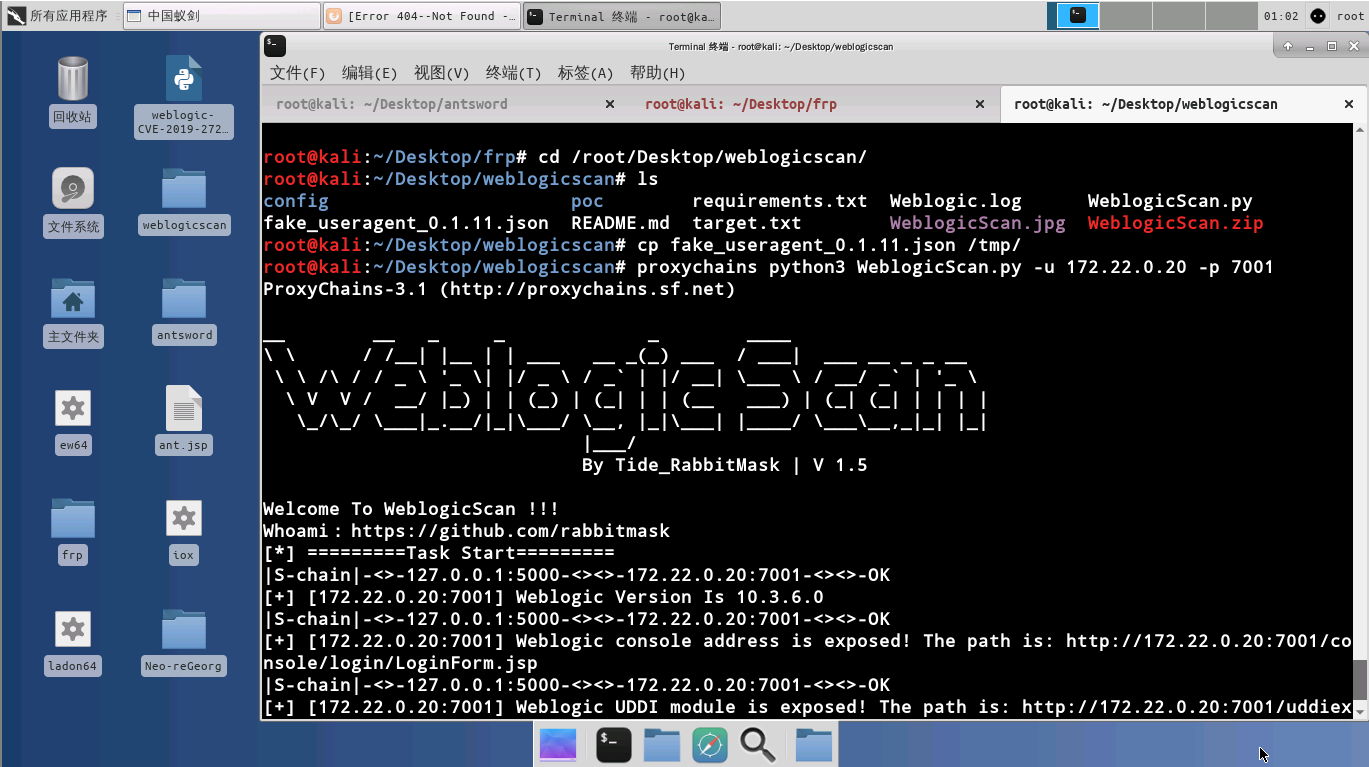 所有应用程序
中国蚁剑
[Error 404--Not Found -...
Terminal 终端 - root@ka...
01:02
root
回收站
weblogic-
CVE-2019-272...
文件系统
weblogicscan
主文件夹
antsword
ew64
ant.jsp
frp
iox
ladon64
Neo-reGeorg
Terminal 终端 - root@kali: ~/Desktop/weblogicscan
文件(F) 编辑(E) 视图(V) 终端(T) 标签(A) 帮助(H)
root@kali: ~/Desktop/antsword
root@kali: ~/Desktop/frp
root@kali: ~/Desktop/weblogicscan
root@kali:~/Desktop/frp# cd /root/Desktop/weblogicscan/
root@kali:~/Desktop/weblogicscan# ls
config poc requirements.txt Weblogic.log WeblogicScan.py
fake_useragent_0.1.11.json README.md target.txt WeblogicScan.jpg WeblogicScan.zip
root@kali:~/Desktop/weblogicscan# cp fake_useragent_0.1.11.json /tmp/
root@kali:~/Desktop/weblogicscan# proxychains python3 WeblogicScan.py -u 172.22.0.20 -p 7001
ProxyChains-3.1 (http://proxychains.sf.net)
Weblogic Scan
By Tide_RabbitMask | V 1.5
Welcome To WeblogicScan !!!
Whoami：https://github.com/rabbitmask
[*] =========Task Start=========
|S-chain|-<>-127.0.0.1:5000-<><>-172.22.0.20:7001-<><>-OK
[+] [172.22.0.20:7001] Weblogic Version Is 10.3.6.0
|S-chain|-<>-127.0.0.1:5000-<><>-172.22.0.20:7001-<><>-OK
[+] [172.22.0.20:7001] Weblogic console address is exposed! The path is: http://172.22.0.20:7001/co
nsole/login/LoginForm.jsp
|S-chain|-<>-127.0.0.1:5000-<><>-172.22.0.20:7001-<><>-OK
[+] [172.22.0.20:7001] Weblogic UDDI module is exposed! The path is: http://172.22.0.20:7001/uddiex